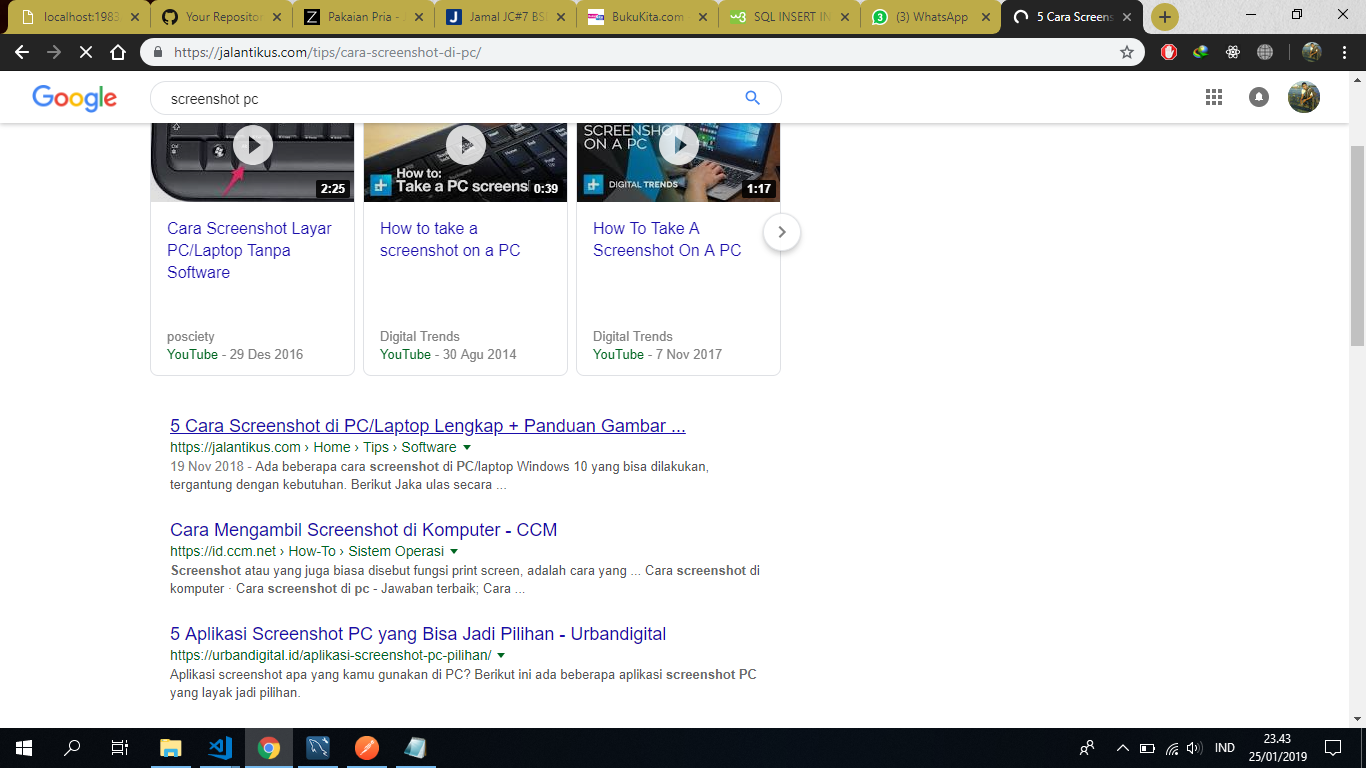 localhost:1983
Your Repositor
Pakaian Pria -
Jamal JC#7 BS
BukuKita.com
SQL INSERT IN
(3) WhatsApp
5 Cara Screens
https://jalantikus.com/tips/cara-screenshot-di-pc/
Google
screenshot pc
2:25
How to:
Take a PC screens
0:39
SCREENSHOT
ON A PC
DIGITAL TRENDS
1:17
Cara Screenshot Layar
PC/Laptop Tanpa
Software
posciety
YouTube - 29 Des 2016
How to take a
screenshot on a PC
Digital Trends
YouTube - 30 Agu 2014
How To Take A
Screenshot On A PC
Digital Trends
YouTube - 7 Nov 2017
5 Cara Screenshot di PC/Laptop Lengkap + Panduan Gambar ...
https://jalantikus.com › Home › Tips › Software
19 Nov 2018 - Ada beberapa cara screenshot di PC/laptop Windows 10 yang bisa dilakukan,
tergantung dengan kebutuhan. Berikut Jaka ulas secara ...
Cara Mengambil Screenshot di Komputer - CCM
https://id.ccm.net › How-To › Sistem Operasi
Screenshot atau yang juga biasa disebut fungsi print screen, adalah cara yang ... Cara screenshot di
komputer · Cara screenshot di pc - Jawaban terbaik; Cara ...
5 Aplikasi Screenshot PC yang Bisa Jadi Pilihan - Urbandigital
https://urbandigital.id/aplikasi-screenshot-pc-pilihan/
Aplikasi screenshot apa yang kamu gunakan di PC? Berikut ini ada beberapa aplikasi screenshot PC
yang layak jadi pilihan.
IND
23.43
25/01/2019